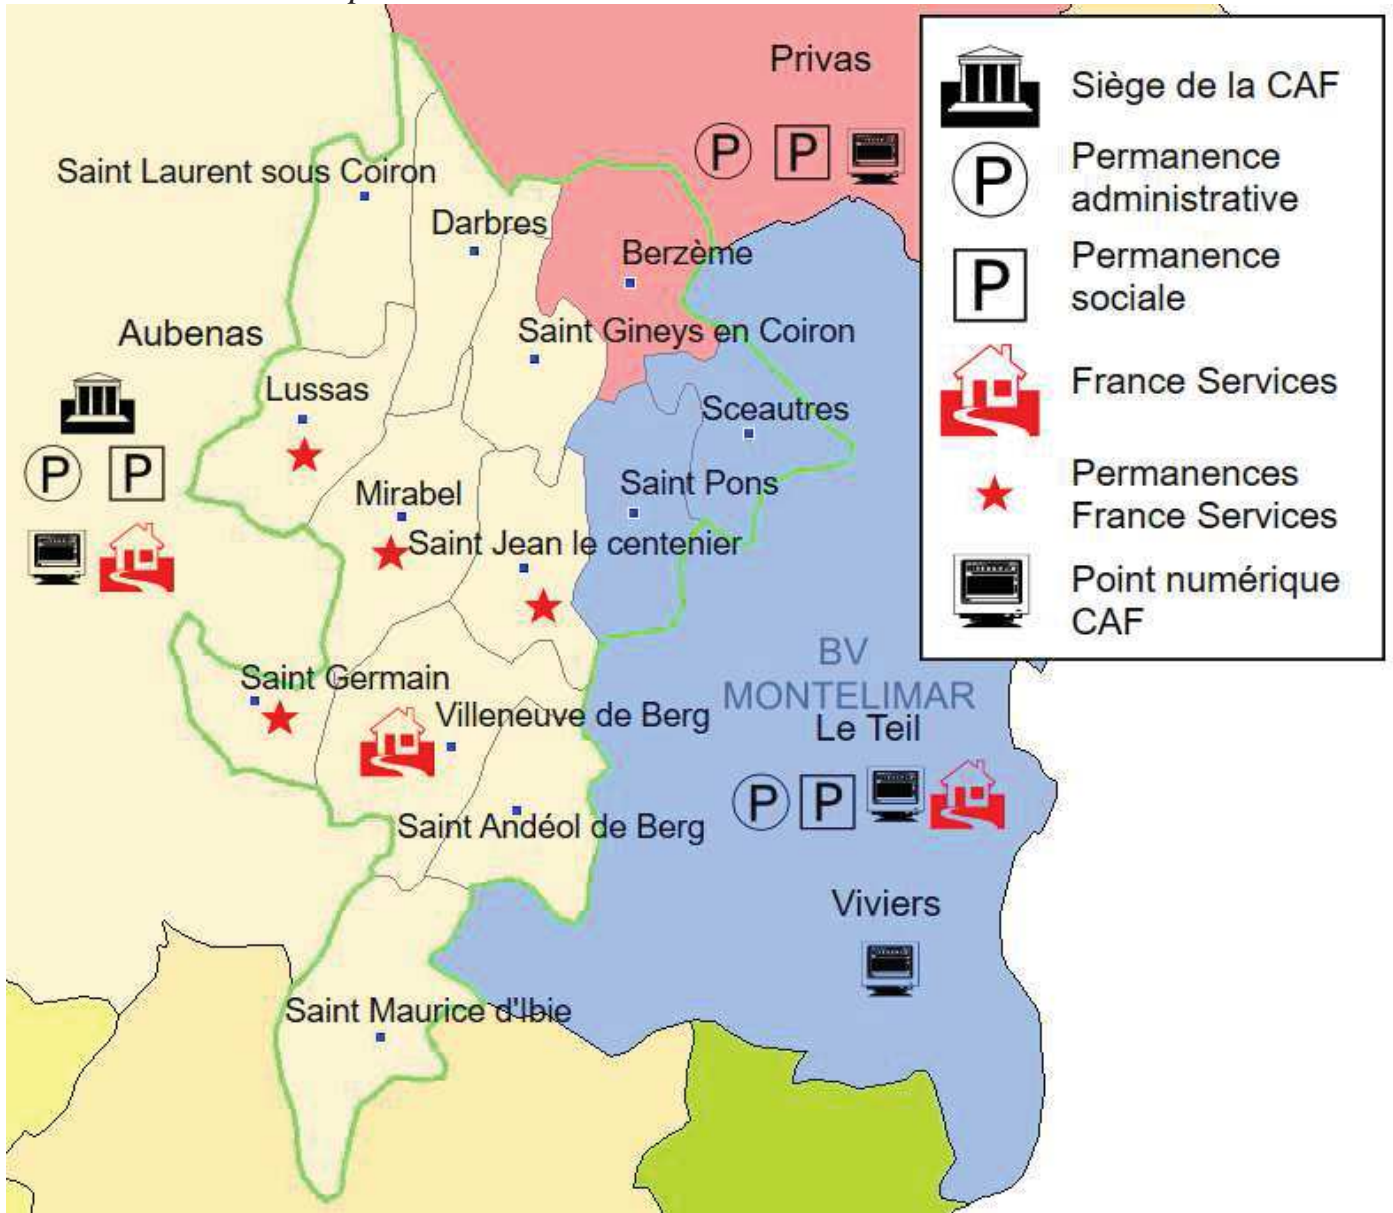 Privas
P
P
Saint Laurent sous Coiron
Darbres
Berzème
Aubenas
Saint Gineys en Coiron
Lussas
Sceautres
P
P
Mirabel
Saint Pons
Saint Jean le centenier
BV
MONTELIMAR
Saint Germain
Villeneuve de Berg
Le Teil
P
P
Saint Andéol de Berg
Viviers
Saint Maurice d'Ibie
Siège de la CAF
P
Permanence
administrative
P
Permanence
sociale
France Services
Permanences
France Services
Point numérique
CAF